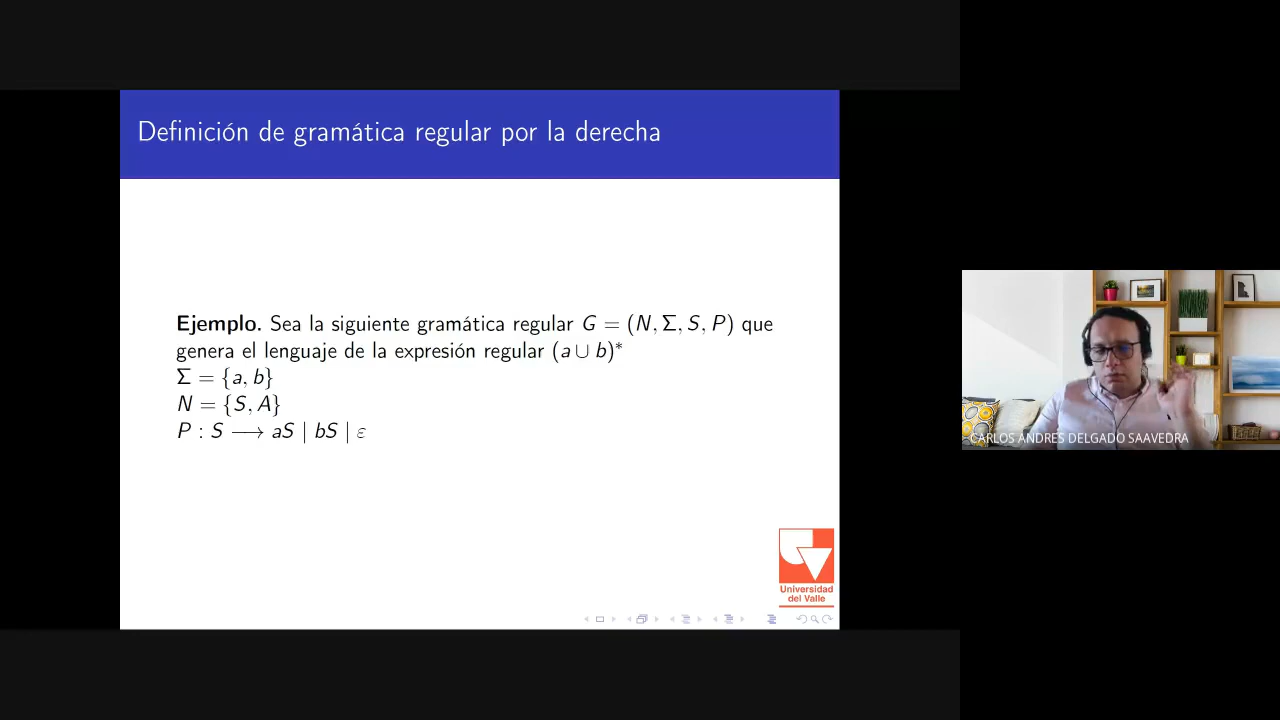 Definición de gramática regular por la derecha
Ejemplo. Sea la siguiente gramática regular G = (N, Σ, S, P) que
genera el lenguaje de la expresión regular (a ∪ b)*
Σ = {a, b}
N = {S, A}
P : S ⟶ aS | bS | ε
CARLOS ANDRES DELGADO SAAVEDRA
Universidad
del Valle